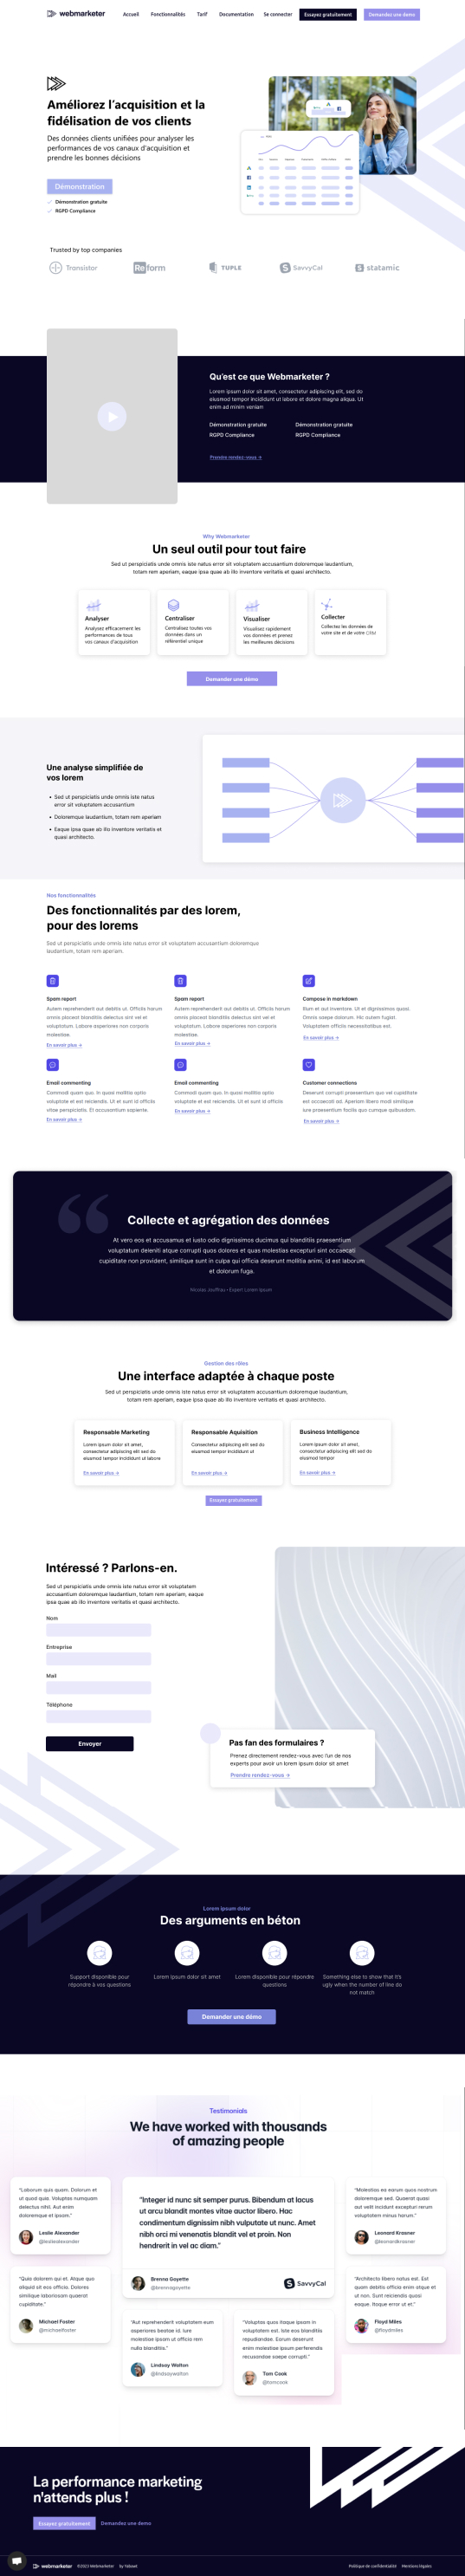 webmarketer Accueil Fonctionnalités Tarif Documentation Se connecter Essayez gratuitement Demandez une demo
Améliorez l'acquisition et la
fidélisation de vos clients
Des données clients unifiées pour analyser les
performances de vos canaux d'acquisition et
prendre les bonnes décisions
Démonstration
Démonstration gratuite
RGPD Compliance
Trusted by top companies
Transistor Reform TUPLE SavvyCal statamic
Qu'est ce que Webmarketer ?
Lorem ipsum dolor sit amet, consectetur adipiscing elit, sed do
eiusmod tempor incididunt ut labore et dolore magna aliqua. Ut
enim ad minim veniam
Démonstration gratuite Démonstration gratuite
RGPD Compliance RGPD Compliance
Prendre rendez-vous →
Why Webmarketer
Un seul outil pour tout faire
Sed ut perspiciatis unde omnis iste natus error sit voluptatem accusantium doloremque laudantium,
totam rem aperiam, eaque ipsa quae ab illo inventore veritatis et quasi architecto.
Analyser
Analysez efficacement les
performances de tous
vos canaux d'acquisition
Centraliser
Centralisez toutes vos
données dans un
référentiel unique
Visualiser
Visualisez rapidement
vos données et prenez
les meilleures décisions
Collecter
Collectez les données de
votre site et de votre CRM
Demander une démo
Une analyse simplifiée de
vos lorem
• Sed ut perspiciatis unde omnis iste natus
error sit voluptatem accusantium
• Doloremque laudantium, totam rem aperiam
• Eaque ipsa quae ab illo inventore veritatis et
quasi architecto.
Nos fonctionnalités
Des fonctionnalités par des lorem,
pour des lorems
Sed ut perspiciatis unde omnis iste natus error sit voluptatem accusantium doloremque
laudantium, totam rem aperiam.
Spam report
Autem reprehenderit aut debitis ut. Officiis harum
omnis placeat blanditiis delectus sint vel et
voluptatum. Labore asperiores non corporis
molestiae.
En savoir plus →
Spam report
Autem reprehenderit aut debitis ut. Officiis harum
omnis placeat blanditiis delectus sint vel et
voluptatum. Labore asperiores non corporis
molestiae.
En savoir plus →
Compose in markdown
Illum et aut inventore. Ut et dignissimos quasi.
Omnis saepe dolorum. Hic autem fugiat.
Voluptatem officiis necessitatibus est.
En savoir plus →
Email commenting
Commodi quam quo. In quasi mollitia optio
voluptate et est reiciendis. Ut et sunt id officiis
vitae perspiciatis. Et accusantium sapiente.
En savoir plus →
Email commenting
Commodi quam quo. In quasi mollitia optio
voluptate et est reiciendis. Ut et sunt id officiis
En savoir plus →
Customer connections
Deserunt corrupti praesentium quo vel cupiditate
est occaecati ad. Aperiam libero modi similique
iure praesentium facilis quo cumque quibusdam.
En savoir plus →
Collecte et agrégation des données
At vero eos et accusamus et iusto odio dignissimos ducimus qui blanditiis praesentium
voluptatum deleniti atque corrupti quos dolores et quas molestias excepturi sint occaecati
cupiditate non provident, similique sunt in culpa qui officia deserunt mollitia animi, id est laborum
et dolorum fuga.
Nicolas Jouffrau • Expert Lorem Ipsum
Gestion des rôles
Une interface adaptée à chaque poste
Sed ut perspiciatis unde omnis iste natus error sit voluptatem accusantium doloremque laudantium,
totam rem aperiam, eaque ipsa quae ab illo inventore veritatis et quasi architecto.
Responsable Marketing
Lorem ipsum dolor sit amet,
consectetur adipiscing elit sed do
eiusmod tempor incididunt ut labore
En savoir plus →
Responsable Aquisition
Consectetur adipiscing elit sed do
eiusmod tempor incididunt ut
En savoir plus →
Business Intelligence
Lorem ipsum dolor sit amet,
consectetur adipiscing elit sed do
eiusmod tempor
En savoir plus →
Essayez gratuitement
Intéressé ? Parlons-en.
Sed ut perspiciatis unde omnis iste natus error sit voluptatem
accusantium doloremque laudantium, totam rem aperiam, eaque
ipsa quae ab illo inventore veritatis et quasi architecto.
Nom
Entreprise
Mail
Téléphone
Envoyer
Pas fan des formulaires ?
Prenez directement rendez-vous avec l'un de nos
experts pour avoir un lorem ipsum dolor sit amet
Prendre rendez-vous →
Lorem ipsum dolor
Des arguments en béton
Support disponible pour
répondre à vos questions
Lorem ipsum dolor sit amet
Lorem disponible pour répondre
questions
Something else to show that it's
ugly when the number of line do
not match
Demander une démo
Testimonials
We have worked with thousands
of amazing people
"Laborum quis quam. Dolorum et
ut quod quia. Voluptas numquam
delectus nihil. Aut enim
doloremque et ipsam."
Leslie Alexander
@lesliealexander
"Quia dolorem qui et. Atque quo
aliquid sit eos officia. Dolores
similique laboriosam quaerat
cupiditate."
Michael Foster
@michaelfoster
"Integer id nunc sit semper purus. Bibendum at lacus
ut arcu blandit montes vitae auctor libero. Hac
condimentum dignissim nibh vulputate ut nunc. Amet
nibh orci mi venenatis blandit vel et proin. Non
hendrerit in vel ac diam."
Brenna Goyette
@brennagoyette
SavvyCal
"Aut reprehenderit voluptatem eum
asperiores beatae id. Iure
molestiae ipsam ut officia rem
nulla blanditiis."
Lindsay Walton
@lindsaywalton
"Voluptas quos itaque ipsam in
voluptatem est. Iste eos blanditiis
repudiandae. Earum deserunt
enim molestiae ipsum perferendis
recusandae saepe corrupti."
Tom Cook
@tomcook
"Molestias ea earum quos nostrum
doloremque sed. Quaerat quasi
aut velit incidunt excepturi rerum
voluptatem minus harum."
Leonard Krasner
@leonardkrasner
"Architecto libero natus est. Est
quam debitis officia enim atque et
ut non. Sunt reiciendis quasi
eaque. Itaque error ut et."
Floyd Miles
@floydmiles
La performance marketing
n'attends plus !
Essayez gratuitement Demandez une demo
webmarketer ©2023 Webmarketer Politique de confidentialité Mentions légales